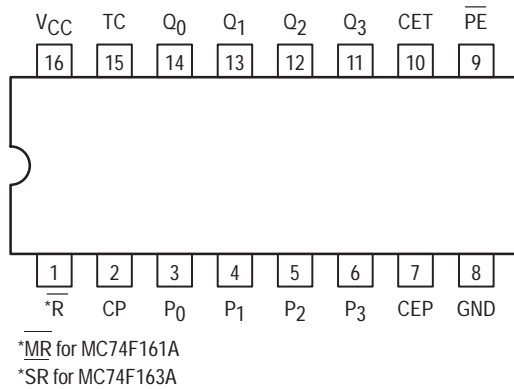 VCC TC Q0 Q1 Q2 Q3 CET PE
16 15 14 13 12 11 10 9
1 2 3 4 5 6 7 8
*R CP P0 P1 P2 P3 CEP GND
*MR for MC74F161A
*SR for MC74F163A